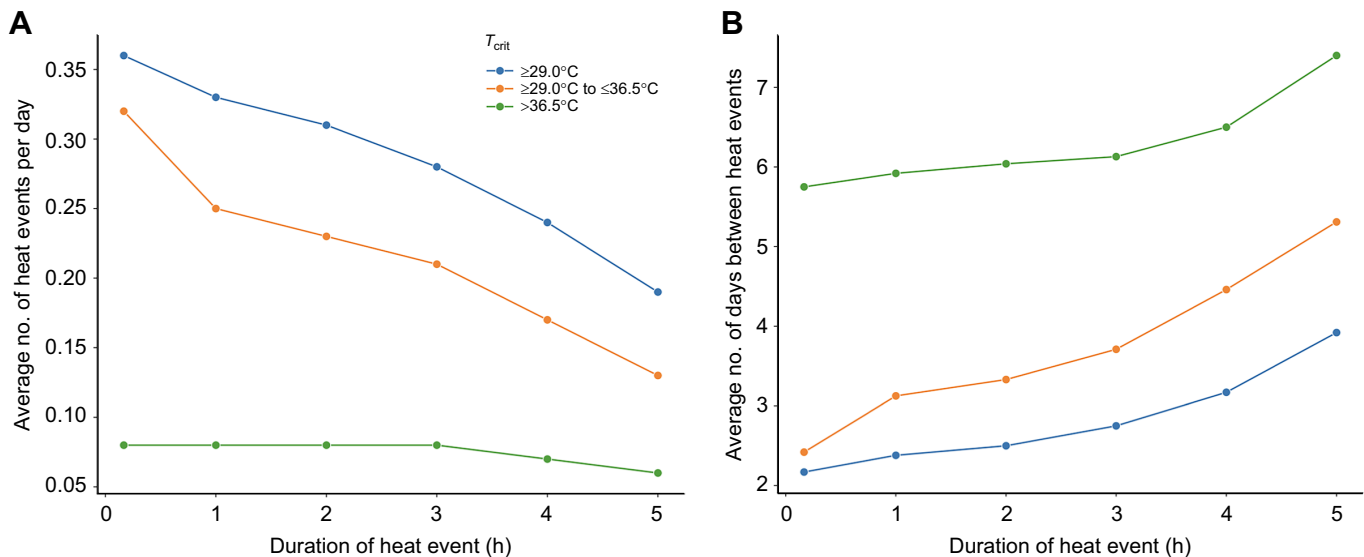 A
Average no. of heat events per day
0.35
0.30
0.25
0.20
0.15
0.10
0.05
0 1 2 3 4 5
Duration of heat event (h)
Tcrit
≥29.0°C
≥29.0°C to ≤36.5°C
>36.5°C
B
Average no. of days between heat events
7
6
5
4
3
2
0 1 2 3 4 5
Duration of heat event (h)